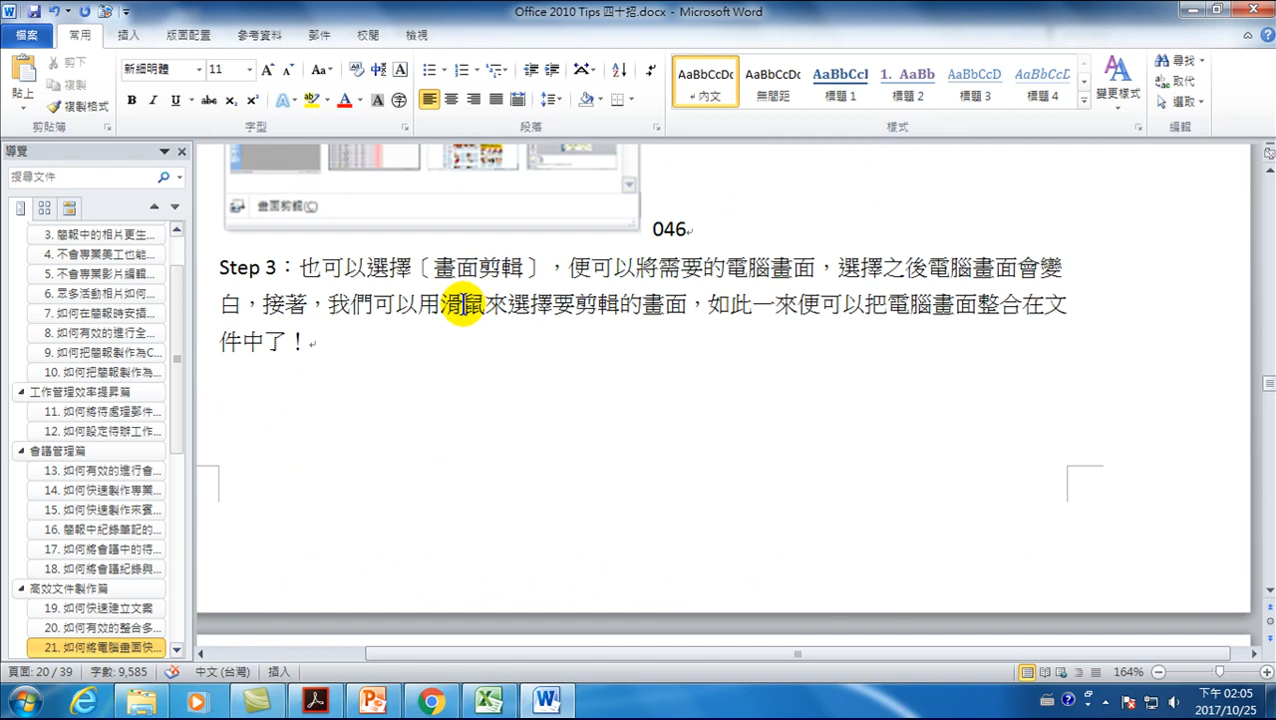 Office 2010 Tips 四十招.docx - Microsoft Word
檔案 常用 插入 版面配置 參考資料 郵件 校閱 檢視
貼上 剪下 複製 複製格式 剪貼簿
新細明體 11 Aa A
B I U abc x₂ x² A A 字 字型
段落
AaBbCcDc 內文
AaBbCcDc 無間距
AaBbCcl 標題 1
1. AaBb 標題 2
AaBbCcD 標題 3
AaBbCcD 標題 4
變更樣式 樣式
尋找 取代 選取 編輯
導覽
搜尋文件
3. 簡報中的相片更生...
4. 不會專業美工也能...
5. 不會專業影片編輯...
6. 眾多活動相片如何...
7. 如何在簡報時安插...
8. 如何有效的進行全...
9. 如何把簡報製作為C...
10. 如何把簡報製作為...
工作管理效率提昇篇
11. 如何將待處理郵件...
12. 如何設定待辦工作...
會議管理篇
13. 如何有效的進行會...
14. 如何快速製作專業...
15. 如何快速製作來賓...
16. 簡報中紀錄筆記的...
17. 如何將會議中的待...
18. 如何將會議紀錄與...
高效文件製作篇
19. 如何快速建立文案
20. 如何有效的整合多...
21. 如何將電腦畫面快...
畫面剪輯(C)
046
Step 3：也可以選擇〔畫面剪輯〕，便可以將需要的電腦畫面，選擇之後電腦畫面會變
白，接著，我們可以用滑鼠來選擇要剪輯的畫面，如此一來便可以把電腦畫面整合在文
件中了！
頁面: 20 / 39 字數: 9,585 中文 (台灣) 插入 164%
下午 02:05
2017/10/25